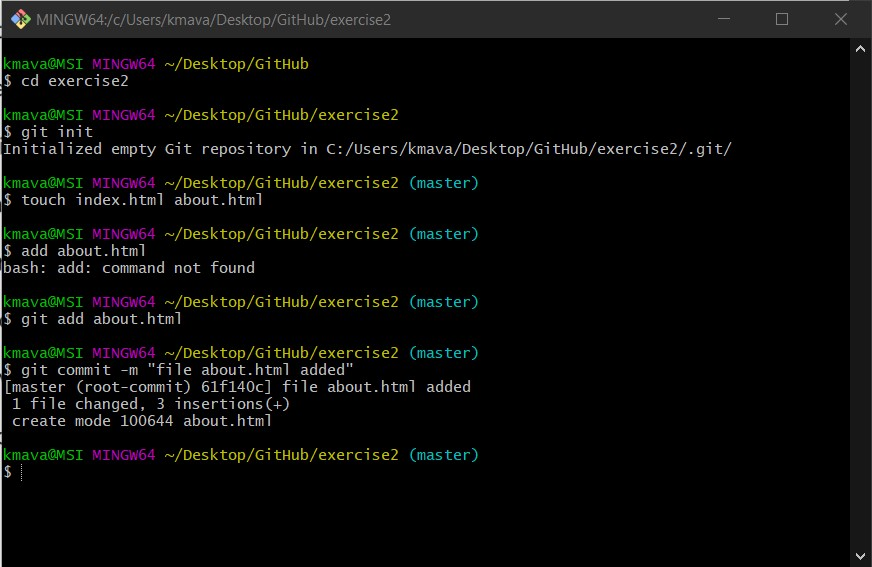 MINGW64:/c/Users/kmava/Desktop/GitHub/exercise2
kmava@MSI MINGW64 ~/Desktop/GitHub
$ cd exercise2
kmava@MSI MINGW64 ~/Desktop/GitHub/exercise2
$ git init
Initialized empty Git repository in C:/Users/kmava/Desktop/GitHub/exercise2/.git/
kmava@MSI MINGW64 ~/Desktop/GitHub/exercise2 (master)
$ touch index.html about.html
kmava@MSI MINGW64 ~/Desktop/GitHub/exercise2 (master)
$ add about.html
bash: add: command not found
kmava@MSI MINGW64 ~/Desktop/GitHub/exercise2 (master)
$ git add about.html
kmava@MSI MINGW64 ~/Desktop/GitHub/exercise2 (master)
$ git commit -m "file about.html added"
[master (root-commit) 61f140c] file about.html added
1 file changed, 3 insertions(+)
create mode 100644 about.html
kmava@MSI MINGW64 ~/Desktop/GitHub/exercise2 (master)
$